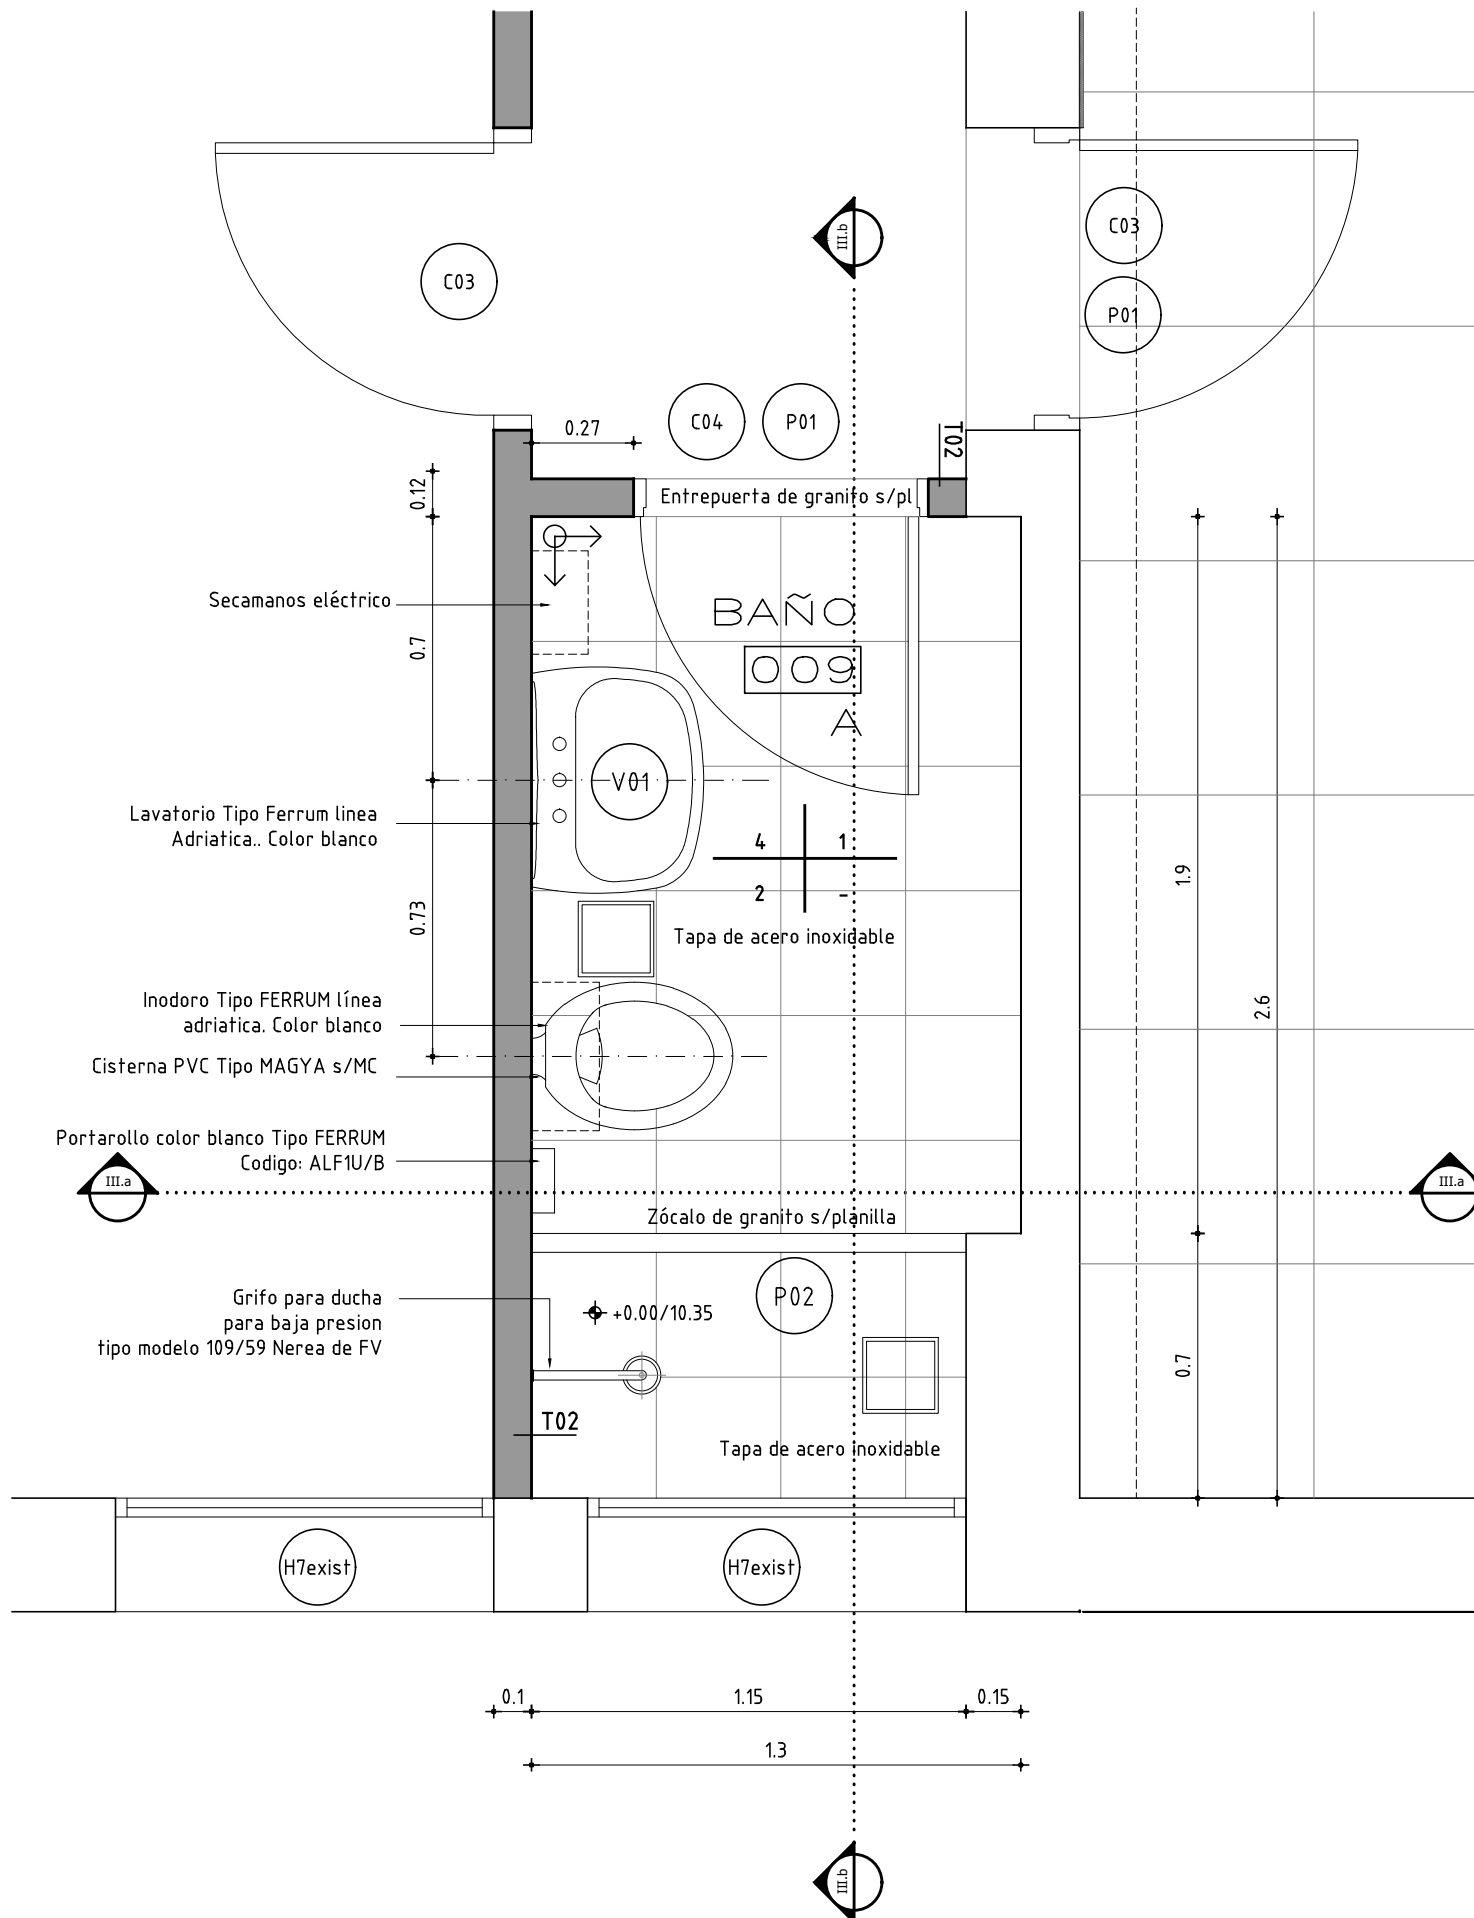 III.b
C03
C03
P01
C04
P01
0.27
T02
0.12
Entrepuerta de granito s/pl
Secamanos eléctrico
BAÑO
009
A
0.7
V01
Lavatorio Tipo Ferrum linea
Adriatica.. Color blanco
4
1
2
-
1.9
0.73
Tapa de acero inoxidable
Inodoro Tipo FERRUM línea
adriatica. Color blanco
2.6
Cisterna PVC Tipo MAGYA s/MC
Portarollo color blanco Tipo FERRUM
Codigo: ALF1U/B
III.a
III.a
Zócalo de granito s/planilla
Grifo para ducha
para baja presion
tipo modelo 109/59 Nerea de FV
P02
+0.00/10.35
0.7
T02
Tapa de acero inoxidable
H7exist
H7exist
0.1
1.15
0.15
1.3
III.b